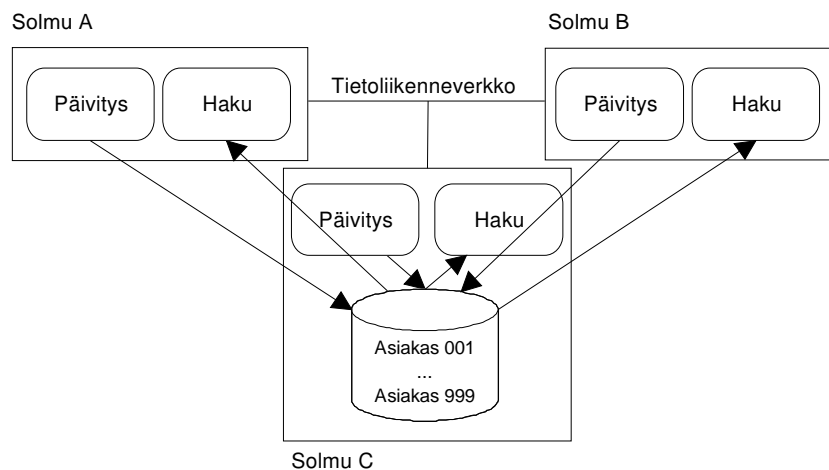 Solmu A
Solmu B
Päivitys
Haku
Tietoliikenneverkko
Päivitys
Haku
Päivitys
Haku
Asiakas 001
...
Asiakas 999
Solmu C